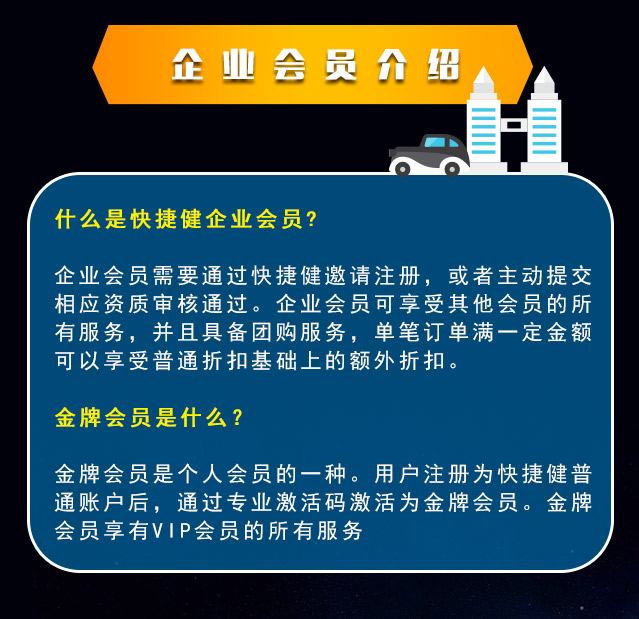 企业会员介绍
什么是快捷健企业会员?
企业会员需要通过快捷健邀请注册，或者主动提交
相应资质审核通过。企业会员可享受其他会员的所
有服务，并且具备团购服务，单笔订单满一定金额
可以享受普通折扣基础上的额外折扣。
金牌会员是什么?
金牌会员是个人会员的一种。用户注册为快捷健普
通账户后，通过专业激活码激活为金牌会员。金牌
会员享有VIP会员的所有服务